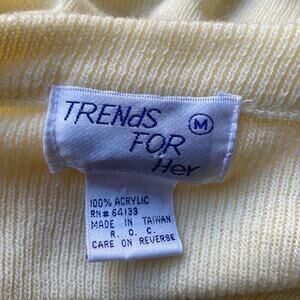 TRENdS
FOR
Her
M
100% ACRYLIC
RN# 64133
MADE IN TAIWAN
R. O. C.
CARE ON REVERSE